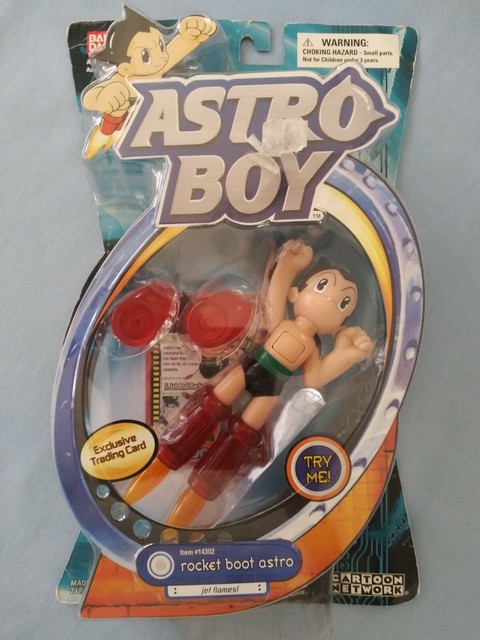 BAN
DAI
WARNING:
CHOKING HAZARD - Small parts.
Not for Children under 3 years.
ASTRO
BOY
TM
Exclusive
Trading Card
TRY
ME!
Item #14302
rocket boot astro
jet flames!
CARTOON
NETWORK